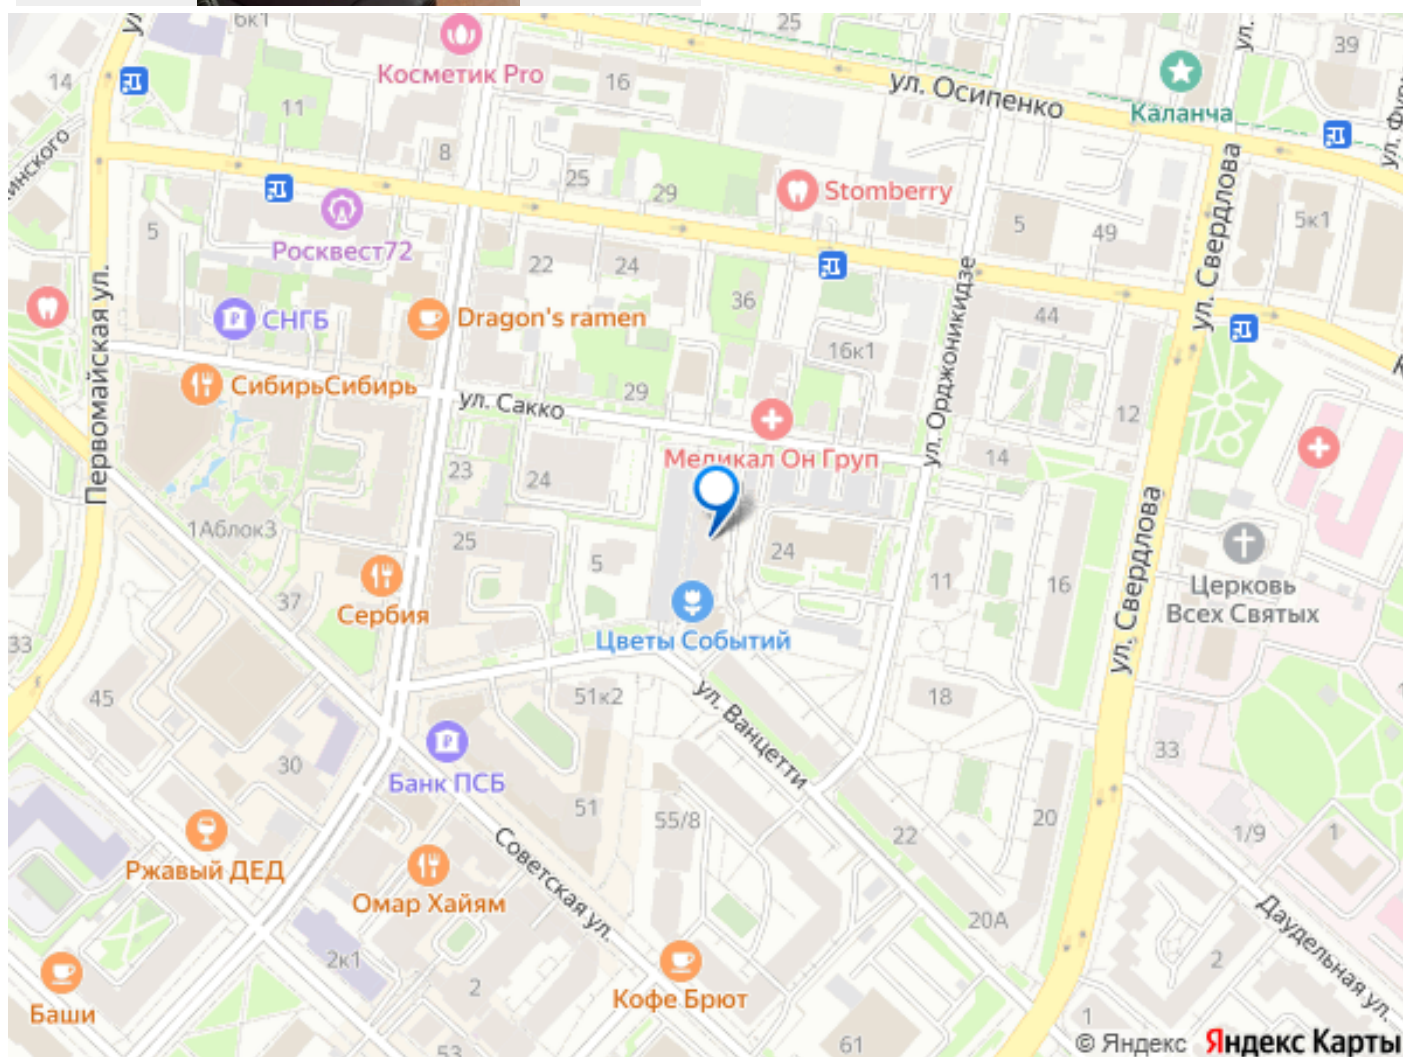 6к1
25
ул.
39
14
Косметик Pro
16
ул. Осипенко
Каланча
11
8
25
29
Stomberry
5
Росквест72
22
24
5
49
5к1
ул. Свердлова
36
СНГБ
Dragon's ramen
44
16к1
ул. Орджоникидзе
Первомайская ул.
СибирьСибирь
ул. Сакко
29
12
Медикал Он Груп
14
23
24
1Аблок3
25
5
24
11
16
Церковь
Всех Святых
37
Сербия
Цветы Событий
ул. Свердлова
33
45
51к2
ул. Ванцетти
18
33
Банк ПСБ
30
51
55/8
22
20
1/9
1
Ржавый ДЕД
Советская ул.
Омар Хайям
20А
Даудельная ул.
2к1
2
2
Баши
Кофе Брют
53
61
1
© Яндекс Яндекс Карты